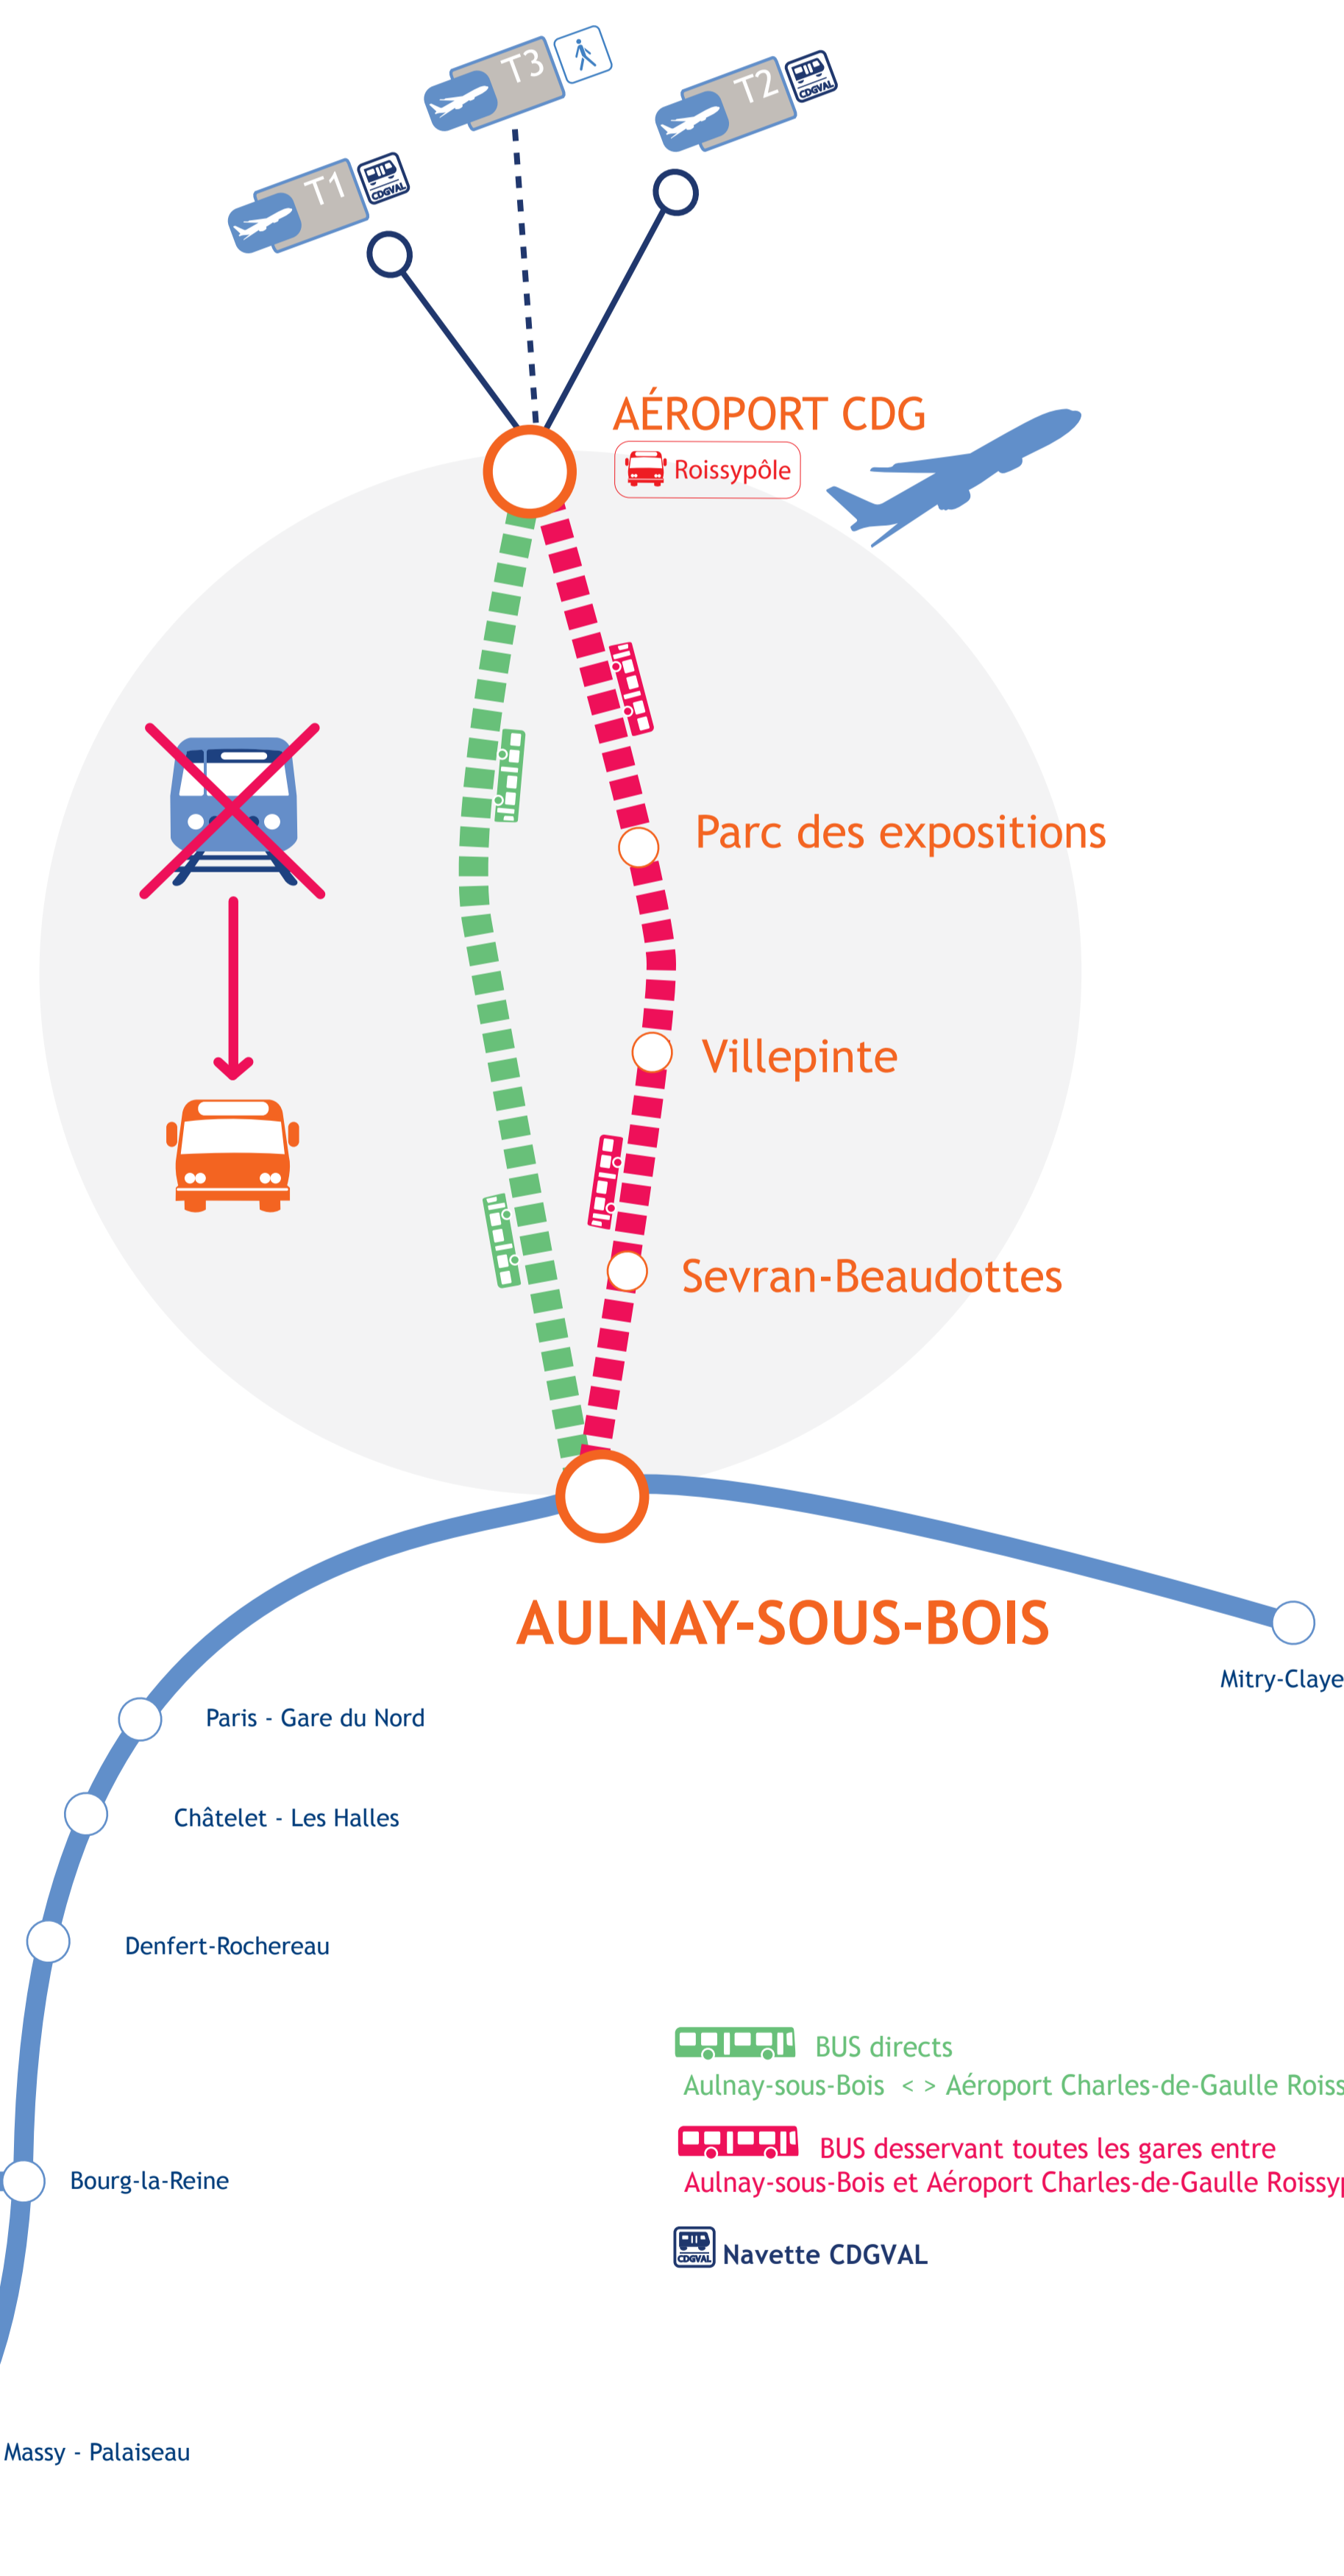 T3
T2
CDGVAL
T1
CDGVAL
AÉROPORT CDG
Roissypôle
Parc des expositions
Villepinte
Sevran-Beaudottes
AULNAY-SOUS-BOIS
Mitry-Claye
Paris - Gare du Nord
Châtelet - Les Halles
Denfert-Rochereau
Bourg-la-Reine
Massy - Palaiseau
BUS directs
Aulnay-sous-Bois < > Aéroport Charles-de-Gaulle Roiss
BUS desservant toutes les gares entre
Aulnay-sous-Bois et Aéroport Charles-de-Gaulle Roissy
CDGVAL Navette CDGVAL